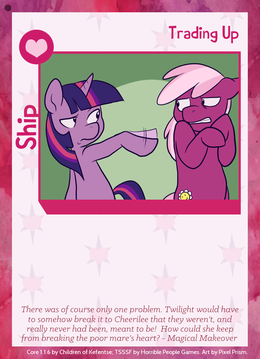 Trading Up
Ship
There was of course only one problem. Twilight would have
to somehow break it to Cheerilee that they weren't, and
really never had been, meant to be!  How could she keep
from breaking the poor mare's heart? - Magical Makeover
Core 1.1.6 by Children of Kefentse; TSSSF by Horrible People Games. Art by Pixel Prism.